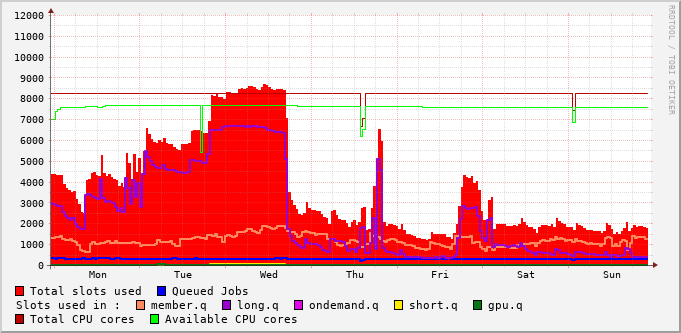 RRDTOOL / TOBI OETIKER
12000
11000
10000
9000
8000
7000
6000
5000
4000
3000
2000
1000
0
Mon Tue Wed Thu Fri Sat Sun
Total slots used Queued Jobs
Slots used in : member.q long.q ondemand.q short.q gpu.q
Total CPU cores Available CPU cores